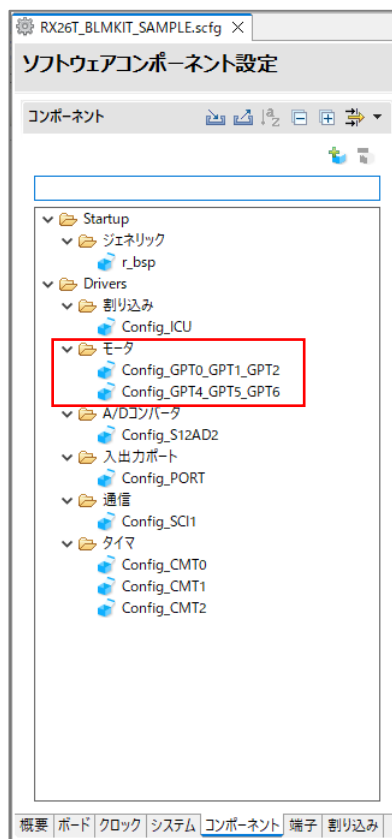 RX26T_BLMKIT_SAMPLE.scfg
ソフトウェアコンポーネント設定
コンポーネント
Startup
ジェネリック
r_bsp
Drivers
割り込み
Config_ICU
モータ
Config_GPT0_GPT1_GPT2
Config_GPT4_GPT5_GPT6
A/Dコンバータ
Config_S12AD2
入出力ポート
Config_PORT
通信
Config_SCI1
タイマ
Config_CMT0
Config_CMT1
Config_CMT2
概要 ボード クロック システム コンポーネント 端子 割り込み